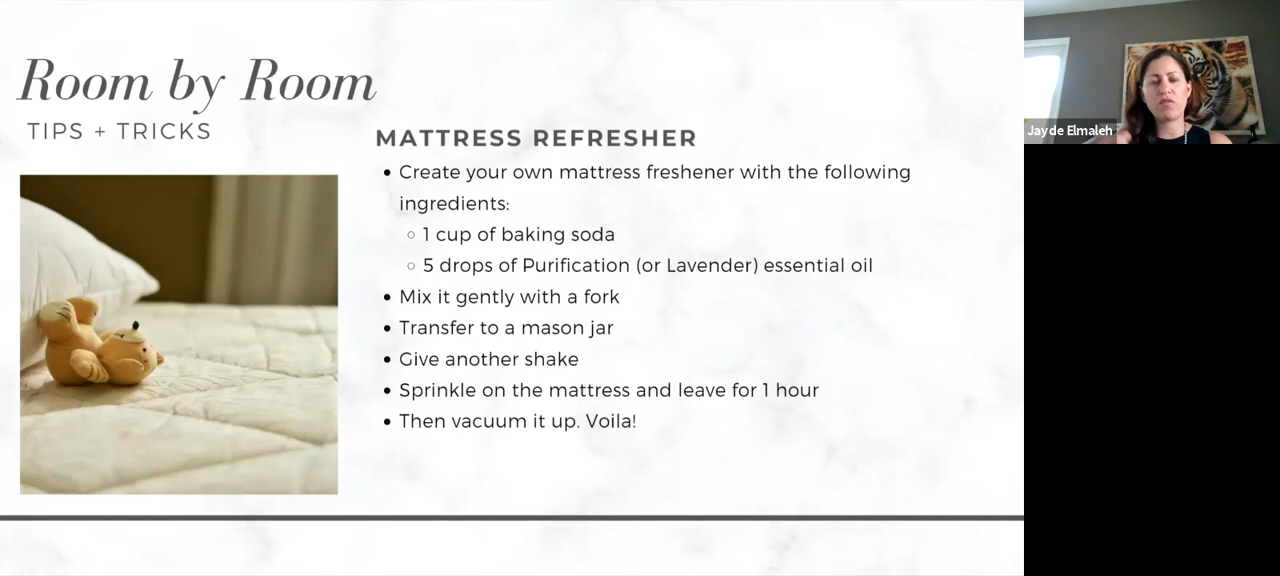 Room by Room
TIPS + TRICKS
MATTRESS REFRESHER
• Create your own mattress freshener with the following
ingredients:
○ 1 cup of baking soda
○ 5 drops of Purification (or Lavender) essential oil
• Mix it gently with a fork
• Transfer to a mason jar
• Give another shake
• Sprinkle on the mattress and leave for 1 hour
• Then vacuum it up. Voila!
Jayde Elmaleh